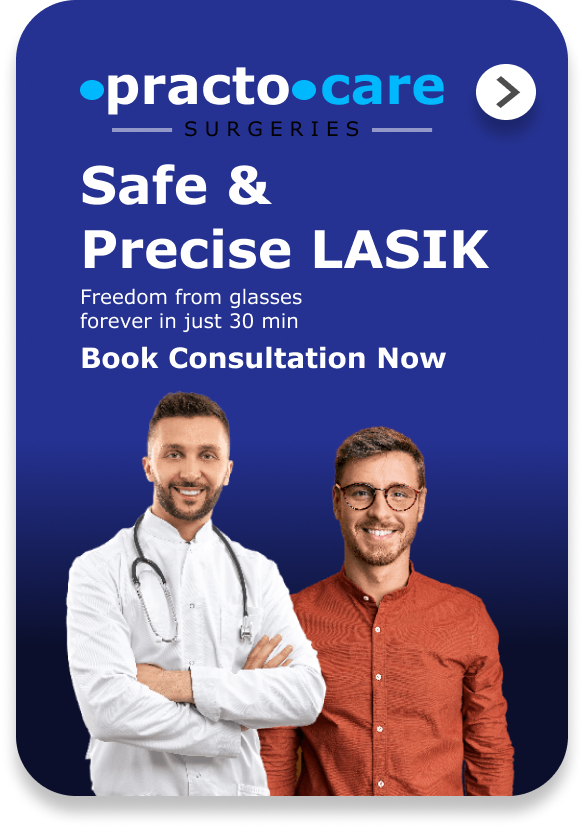 •practo•care
SURGERIES
Safe &
Precise LASIK
Freedom from glasses
forever in just 30 min
Book Consultation Now